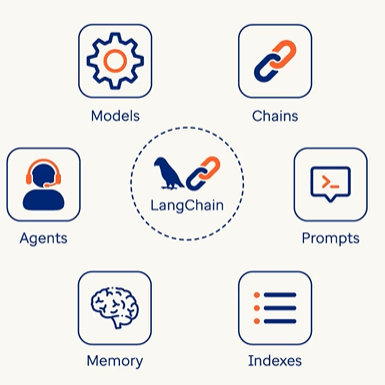 Models
Chains
LangChain
Agents
Prompts
Memory
Indexes